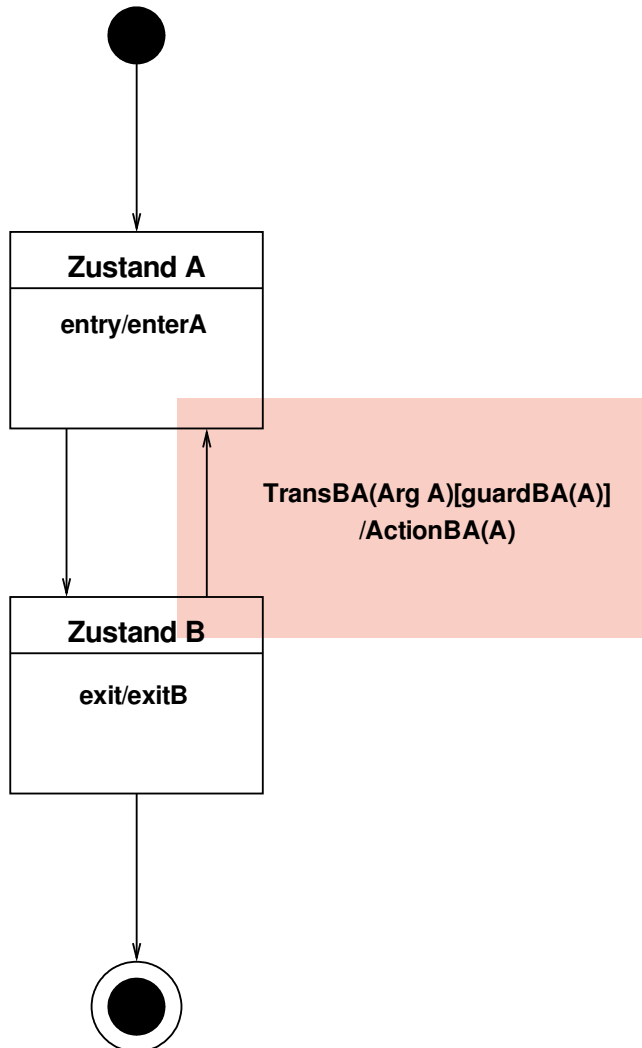 Zustand A
entry/enterA
TransBA(Arg A)[guardBA(A)]
/ActionBA(A)
Zustand B
exit/exitB